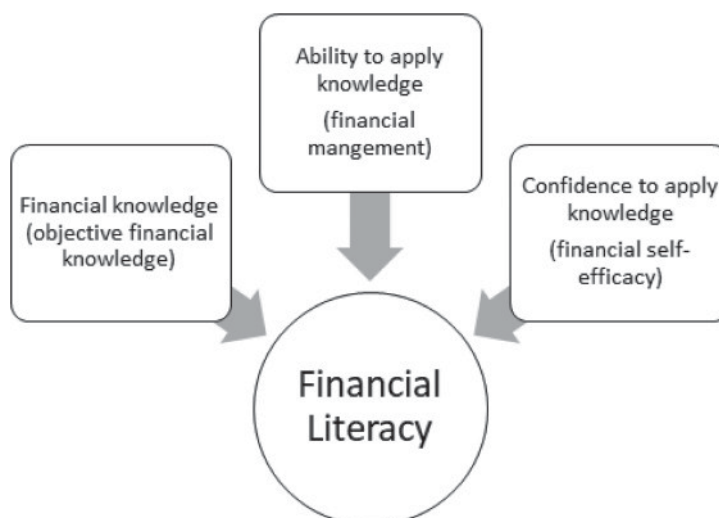 Ability to apply
knowledge
(financial
mangement)
Financial knowledge
(objective financial
knowledge)
Confidence to apply
knowledge
(financial self-
efficacy)
Financial
Literacy